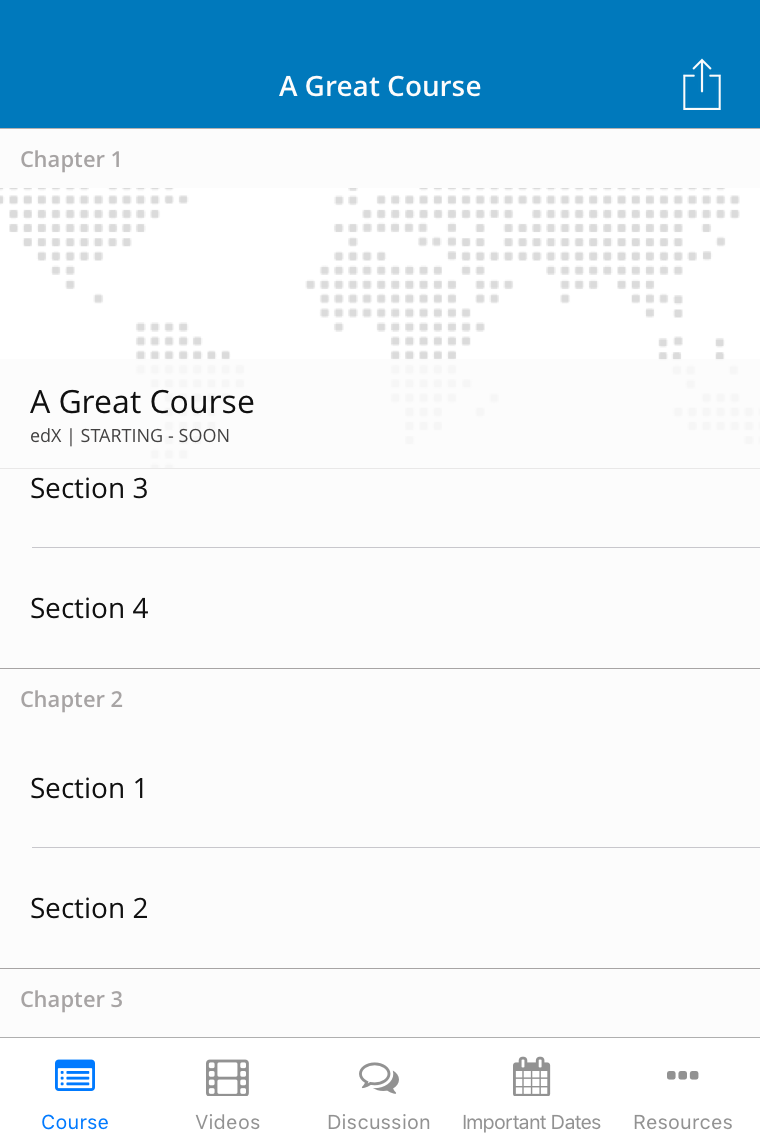 A Great Course
Chapter 1
A Great Course
edX | STARTING - SOON
Section 3
Section 4
Chapter 2
Section 1
Section 2
Chapter 3
Course
Videos
Discussion
Important Dates
Resources